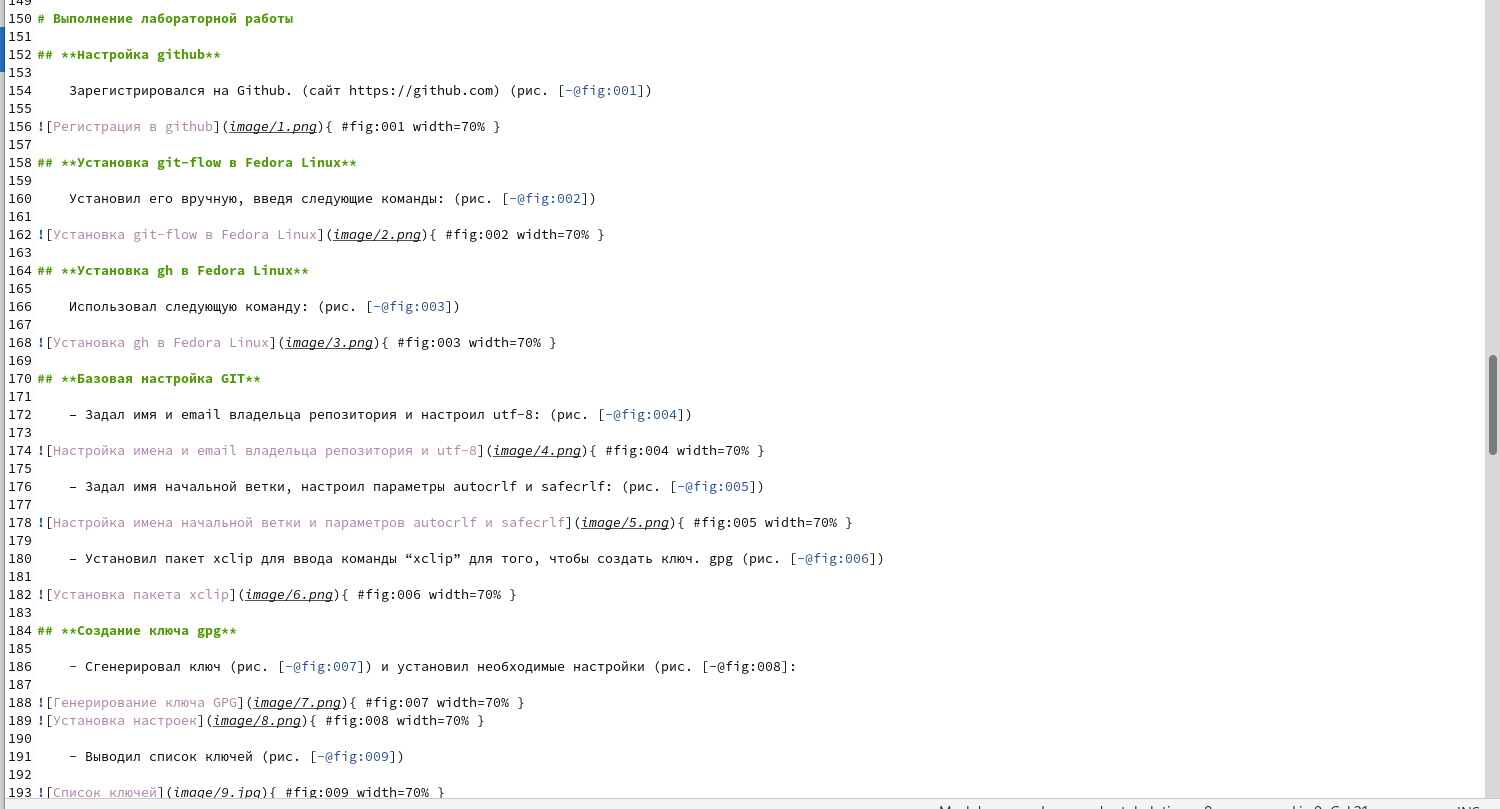 149
150 # Выполнение лабораторной работы
151
152 ## **Настройка github**
153
154     Зарегистрировался на Github. (сайт https://github.com) (рис. [-@fig:001])
155
156 ![Регистрация в github](image/1.png){ #fig:001 width=70% }
157
158 ## **Установка git-flow в Fedora Linux**
159
160     Установил его вручную, введя следующие команды: (рис. [-@fig:002])
161
162 ![Установка git-flow в Fedora Linux](image/2.png){ #fig:002 width=70% }
163
164 ## **Установка gh в Fedora Linux**
165
166     Использовал следующую команду: (рис. [-@fig:003])
167
168 ![Установка gh в Fedora Linux](image/3.png){ #fig:003 width=70% }
169
170 ## **Базовая настройка GIT**
171
172     – Задал имя и email владельца репозитория и настроил utf-8: (рис. [-@fig:004])
173
174 ![Настройка имена и email владельца репозитория и utf-8](image/4.png){ #fig:004 width=70% }
175
176     – Задал имя начальной ветки, настроил параметры autocrlf и safecrlf: (рис. [-@fig:005])
177
178 ![Настройка имена начальной ветки и параметров autocrlf и safecrlf](image/5.png){ #fig:005 width=70% }
179
180     – Установил пакет xclip для ввода команды “xclip” для того, чтобы создать ключ. gpg (рис. [-@fig:006])
181
182 ![Установка пакета xclip](image/6.png){ #fig:006 width=70% }
183
184 ## **Создание ключа gpg**
185
186     – Сгенерировал ключ (рис. [-@fig:007]) и установил необходимые настройки (рис. [-@fig:008]:
187
188 ![Генерирование ключа GPG](image/7.png){ #fig:007 width=70% }
189 ![Установка настроек](image/8.png){ #fig:008 width=70% }
190
191     – Выводил список ключей (рис. [-@fig:009])
192
193 ![Список ключей](image/9.jpg){ #fig:009 width=70% }